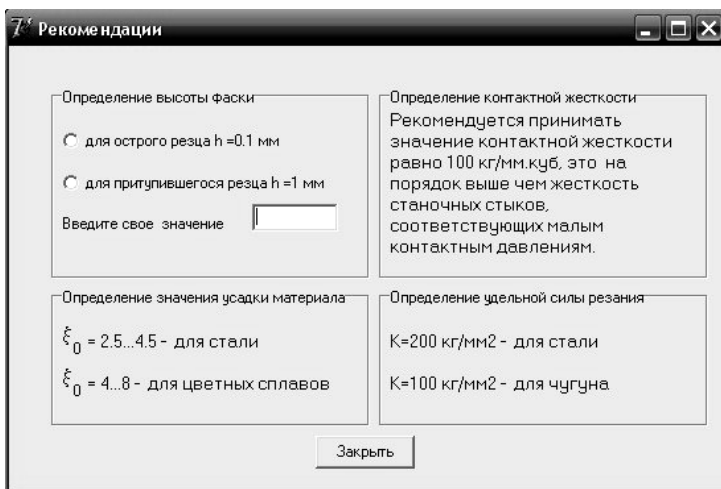 Рекомендации
Определение высоты фаски
для острого резца h =0.1 мм
для притупившегося резца h =1 мм
Введите свое значение
Определение контактной жесткости
Рекомендуется принимать
значение контактной жесткости
равно 100 кг/мм.куб, это на
порядок выше чем жесткость
станочных стыков,
соответствующих малым
контактным давлениям.
Определение значения усадки материала
ξ0 = 2.5...4.5 - для стали
ξ0 = 4...8 - для цветных сплавов
Определение удельной силы резания
K=200 кг/мм2 - для стали
K=100 кг/мм2 - для чугуна
Закрыть